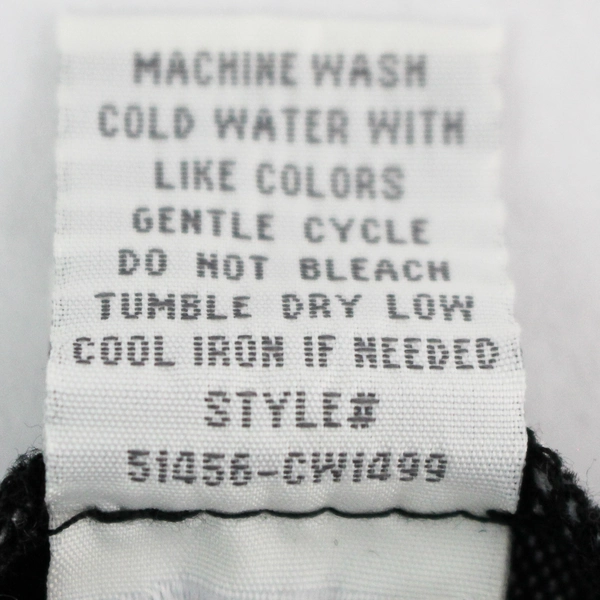 MACHINE WASH
COLD WATER WITH
LIKE COLORS
GENTLE CYCLE
DO NOT BLEACH
TUMBLE DRY LOW
COOL IRON IF NEEDED
STYLE#
51456-CW1499